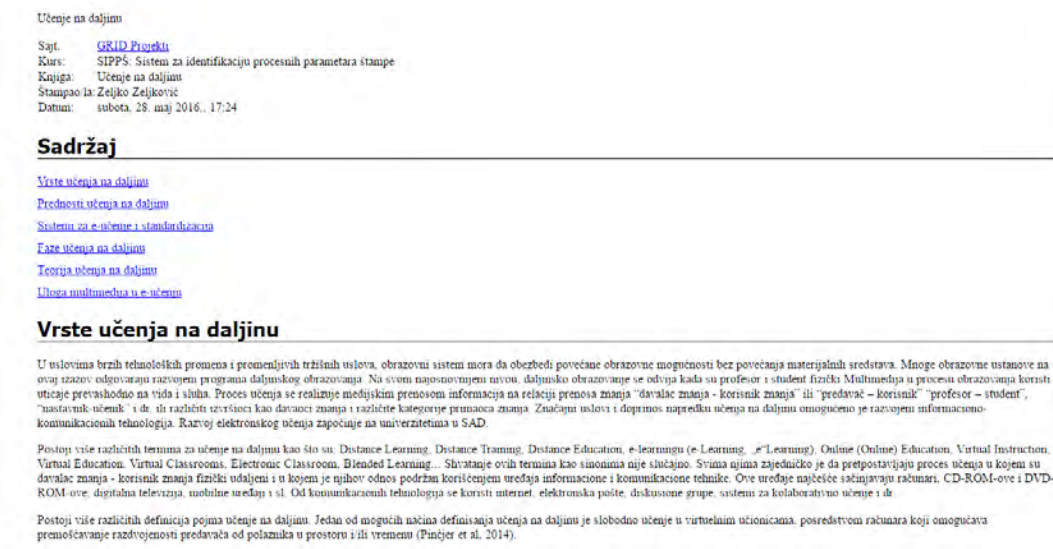 Učenje na daljinu
Sajt: GRID Projekti
Kurs: SIPPŠ: Sistem za identifikaciju procesnih parametara štampe
Knjiga: Učenje na daljinu
Štampao/la: Zeljko Zeljković
Datum: subota, 28. maj 2016., 17:24
Sadržaj
Vrste učenja na daljinu
Prednosti učenja na daljinu
Sistemi za e-učenje i standardizacija
Faze učenja na daljinu
Teorija učenja na daljinu
Uloga multimedija u e-učenju
Vrste učenja na daljinu
U uslovima brzih tehnoloških promena i promenljivih tržišnih uslova, obrazovni sistem mora da obezbedi povećane obrazovne mogućnosti bez povećanja materijalnih sredstava. Mnoge obrazovne ustanove na
ovaj izazov odgovaraju razvojem programa daljinskog obrazovanja. Na svom najosnovnijem nivou, daljinsko obrazovanje se odvija kada su profesor i student fizički Multimedija u procesu obrazovanja koristi
uticaje prevashodno na vida i sluha. Proces učenja se realizuje medijskim prenosom informacija na relaciji prenosa znanja "davalac znanja - korisnik znanja" ili "predavač – korisnik" "profesor – student",
"nastavnik-učenik" i dr. ili različiti izvršioci kao davaoci znanja i različite kategorije primaoca znanja. Značajni uslovi i doprinos napredku učenja na daljinu omogućeno je razvojem informaciono-
komunikacionih tehnologija. Razvoj elektronskog učenja započinje na univerzitetima u SAD.
Postoji više različitih termina za učenje na daljinu kao što su: Distance Learning, Distance Training, Distance Education, e-learningu (e-Learning, „e"Learning), Online (Online) Education, Virtual Instruction,
Virtual Education, Virtual Classrooms, Electronic Classroom, Blended Learning... Shvatanje ovih termina kao sinonima nije slučajno. Svima njima zajedničko je da pretpostavljaju proces učenja u kojem su
davalac znanja - korisnik znanja fizički udaljeni i u kojem je njihov odnos podržan korišćenjem uređaja informacione i komunikacione tehnike. Ove uređaje najčešće sačinjavaju računari, CD-ROM-ove i DVD-
ROM-ove, digitalna televizija, mobilne uređaji i sl. Od komunikacionih tehnologija se koristi internet, elektronska pošte, diskusione grupe, sistemi za kolaborativno učenje i dr.
Postoji više različitih definicija pojma učenje na daljinu. Jedan od mogućih načina definisanja učenja na daljinu je slobodno učenje u virtuelnim učionicama, posredstvom računara koji omogućava
premošćavanje razdvojenosti predavača od polaznika u prostoru i/ili vremenu (Pinćjer et al, 2014).